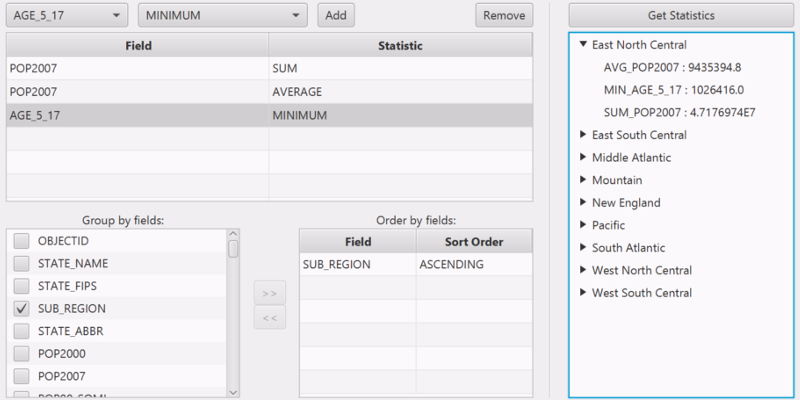 AGE_5_17 MINIMUM Add Remove Get Statistics
Field Statistic
POP2007 SUM
POP2007 AVERAGE
AGE_5_17 MINIMUM
Group by fields:
OBJECTID
STATE_NAME
STATE_FIPS
SUB_REGION
STATE_ABBR
POP2000
POP2007
>>
<<
Order by fields:
Field Sort Order
SUB_REGION ASCENDING
East North Central
AVG_POP2007 : 9435394.8
MIN_AGE_5_17 : 1026416.0
SUM_POP2007 : 4.7176974E7
East South Central
Middle Atlantic
Mountain
New England
Pacific
South Atlantic
West North Central
West South Central